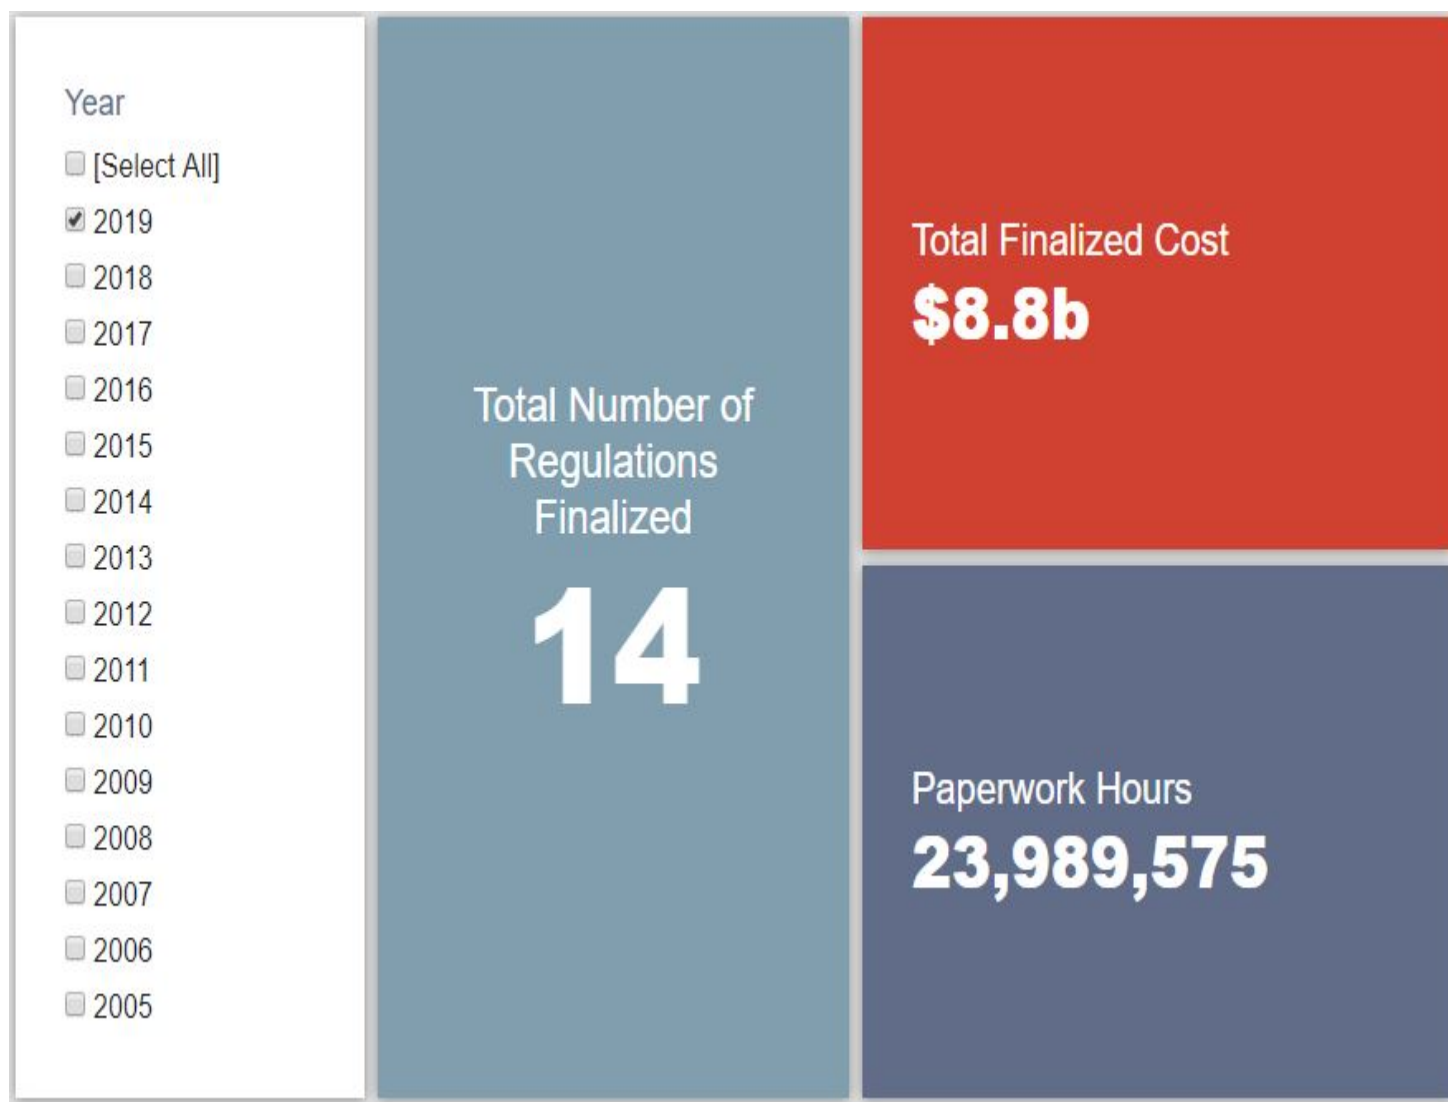 Year
[Select All]
2019
2018
2017
2016
2015
2014
2013
2012
2011
2010
2009
2008
2007
2006
2005
Total Number of
Regulations
Finalized
14
Total Finalized Cost
$8.8b
Paperwork Hours
23,989,575